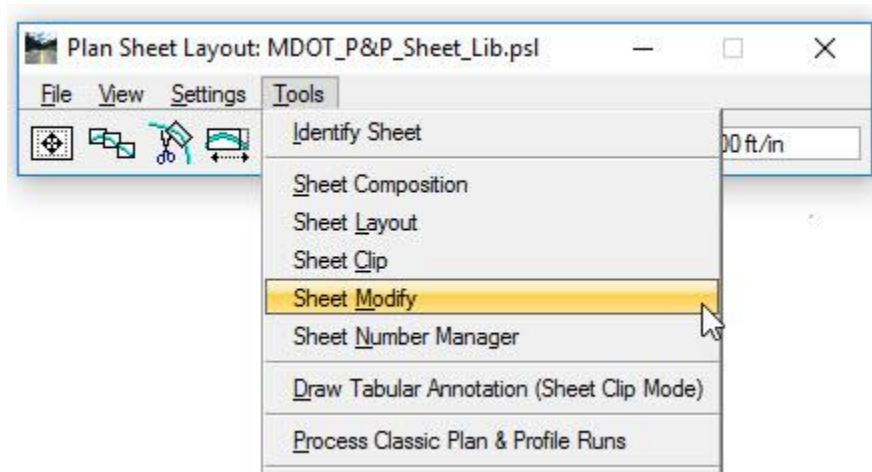 Plan Sheet Layout: MDOT_P&P_Sheet_Lib.psl
File View Settings Tools
Identify Sheet
00 ft/in
Sheet Composition
Sheet Layout
Sheet Clip
Sheet Modify
Sheet Number Manager
Draw Tabular Annotation (Sheet Clip Mode)
Process Classic Plan & Profile Runs